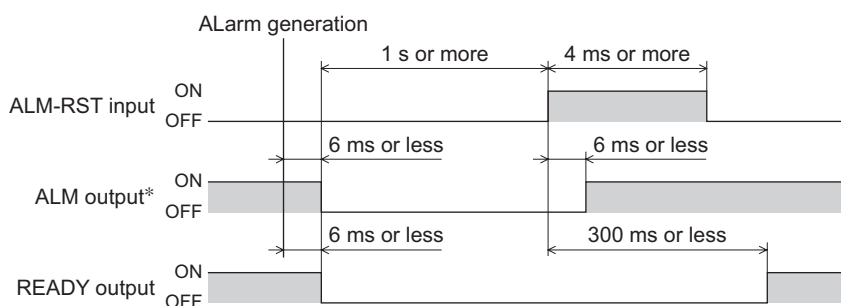 ALarm generation
1 s or more
4 ms or more
ALM-RST input
ON
OFF
6 ms or less
6 ms or less
ALM output*
ON
OFF
6 ms or less
300 ms or less
READY output
ON
OFF